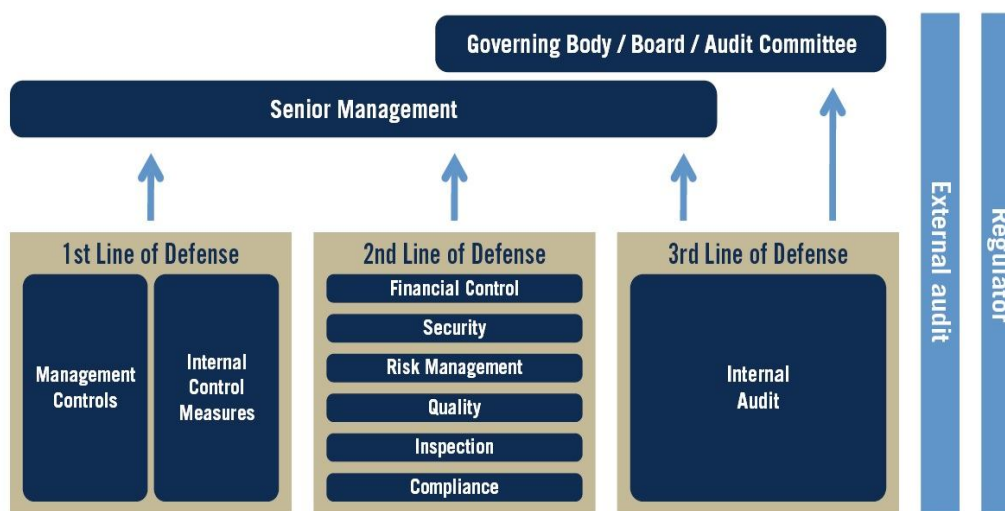 Governing Body / Board / Audit Committee
Senior Management
1st Line of Defense
Management
Controls
Internal
Control
Measures
2nd Line of Defense
Financial Control
Security
Risk Management
Quality
Inspection
Compliance
3rd Line of Defense
Internal
Audit
External audit
Regulator